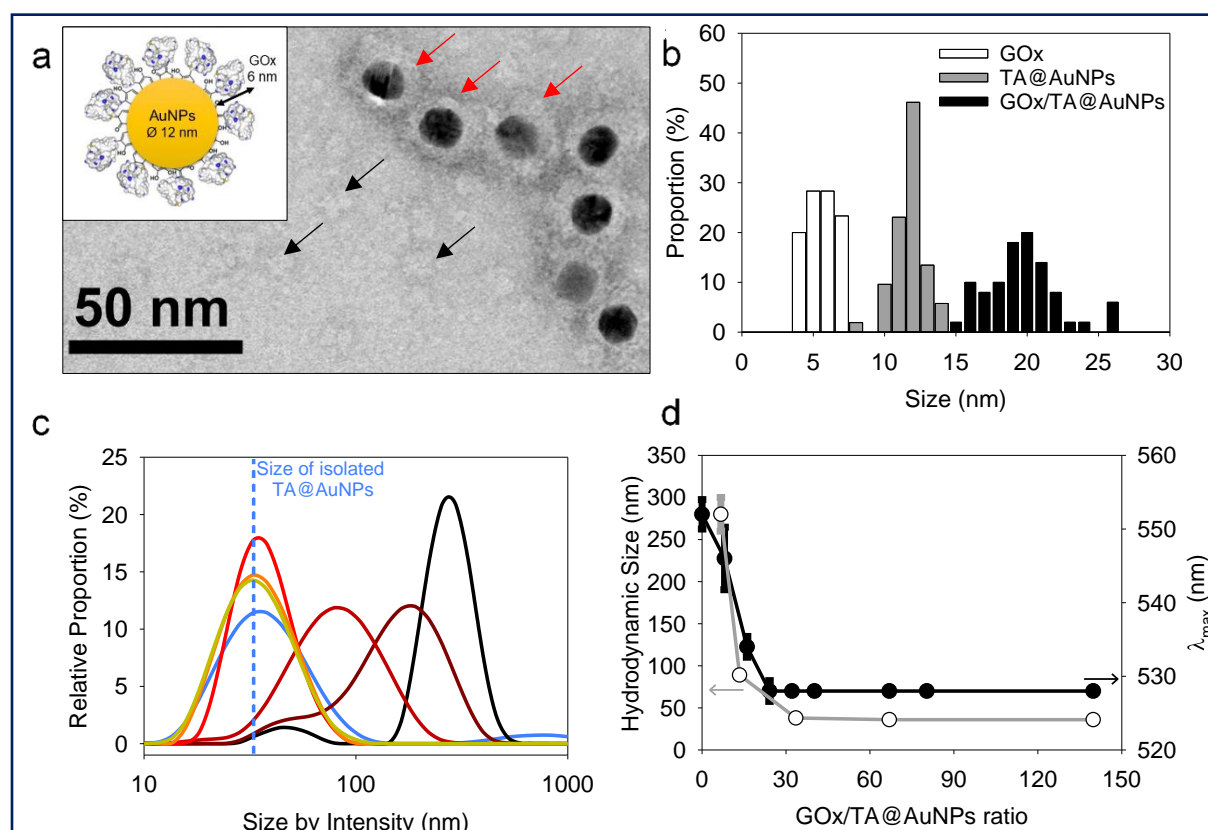 a
GOx
6 nm
AuNPs
Ø 12 nm
50 nm
b
60
50
40
30
20
10
0
Proportion (%)
GOx
TA@AuNPs
GOx/TA@AuNPs
0
5
10
15
20
25
30
Size (nm)
c
25
20
15
10
5
0
Relative Proportion (%)
Size of isolated
TA@AuNPs
10
100
1000
Size by Intensity (nm)
d
350
300
250
200
150
100
50
0
Hydrodynamic Size (nm)
560
550
540
530
520
λmax (nm)
0
30
60
90
120
150
GOx/TA@AuNPs ratio